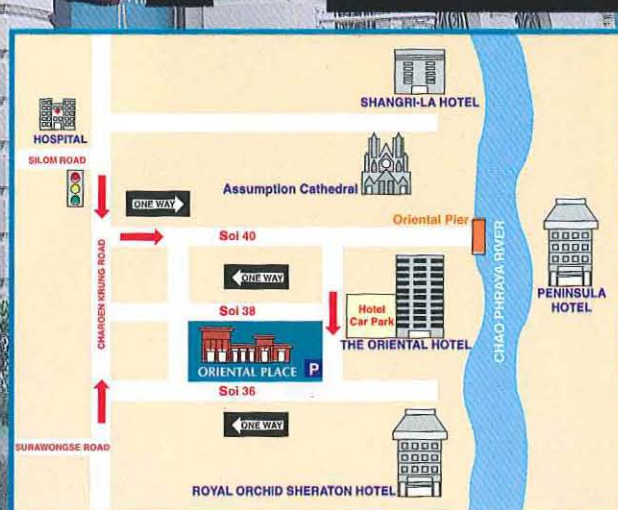 SHANGRI-LA HOTEL
HOSPITAL
SILOM ROAD
Assumption Cathedral
ONE WAY
Oriental Pier
Soi 40
CHAROEN KRUNG ROAD
CHAO PHRAYA RIVER
ONE WAY
PENINSULA
HOTEL
Soi 38
Hotel
Car Park
THE ORIENTAL HOTEL
ORIENTAL PLACE
P
Soi 36
ONE WAY
SURAWONGSE ROAD
ROYAL ORCHID SHERATON HOTEL